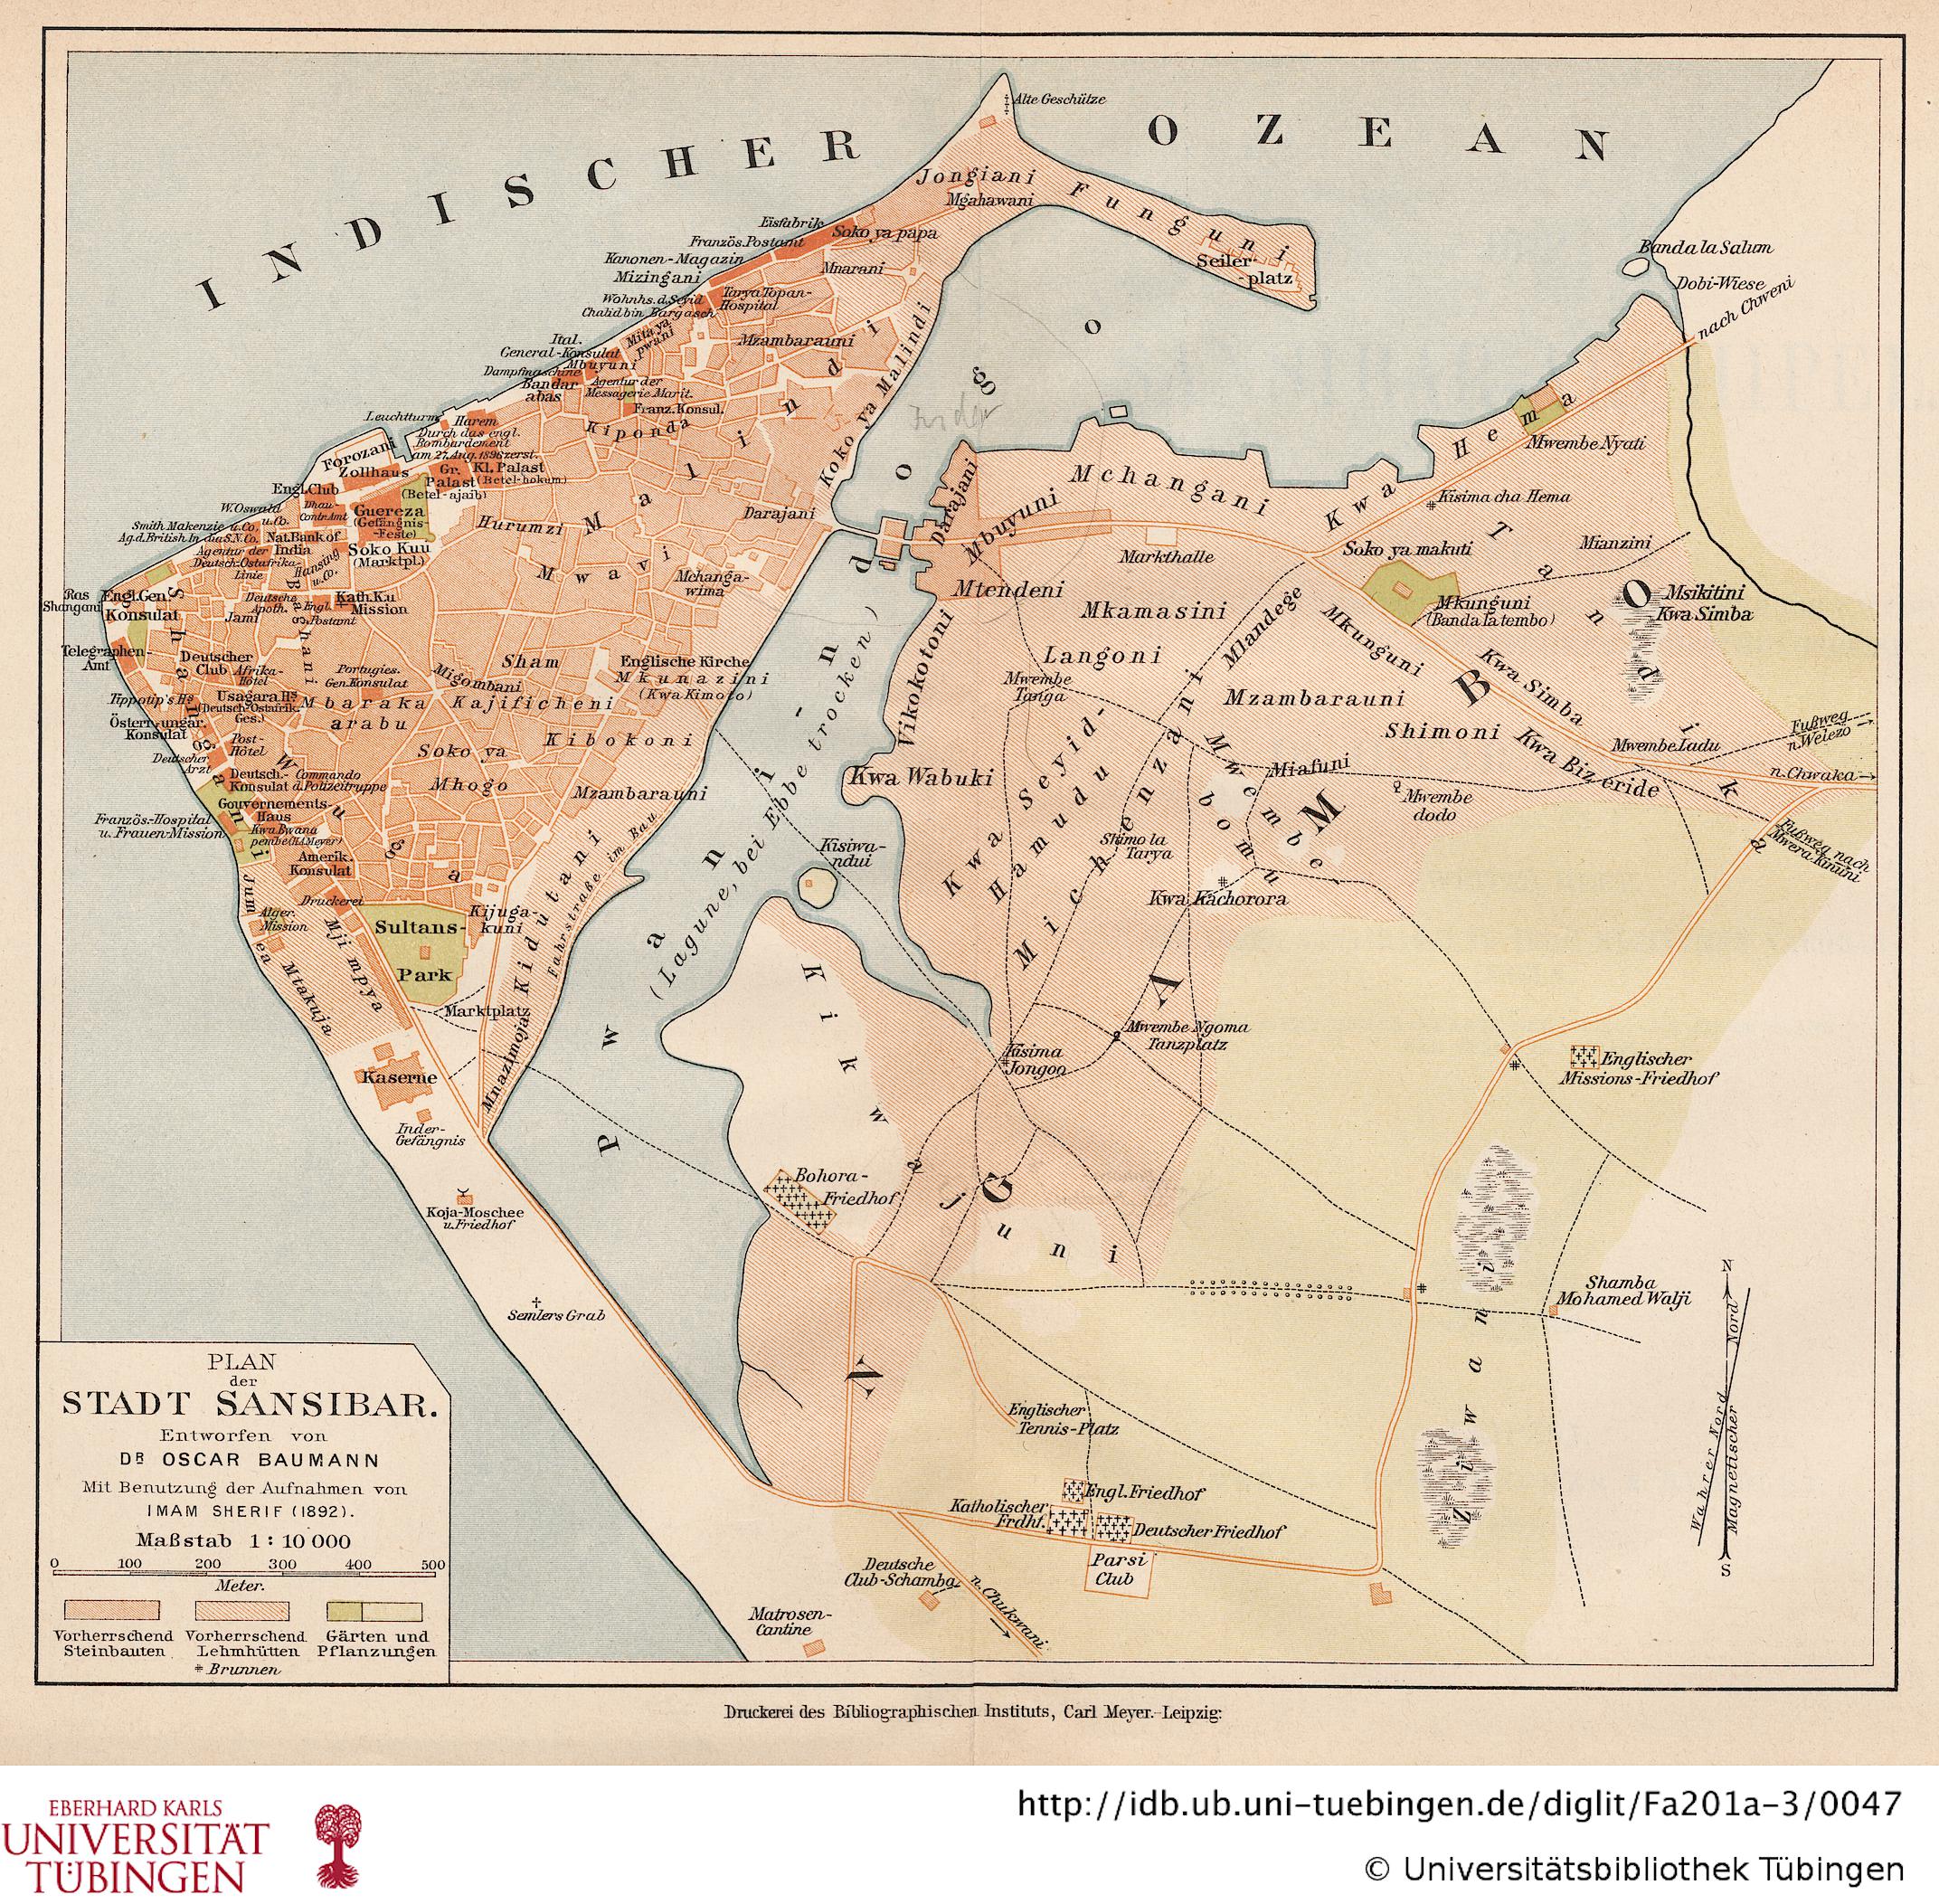 INDISCHER OZEAN
Alte Geschütze
Jongiani
Mgahawani
Funguni
Seiler-
platz
Eisfabrik
Soko ya papa
Französ. Postamt
Kanonen-Magazin
Mizingani
Mnarani
Wohnhs. d. Seyid
Chalid bin Bargasch
Tarya Topan-
Hospital
Mita ya
pwani
Mzambarauni
Ital.
General-Konsulat
Mbuyuni
Dampfmaschine
Bandar
abas
Agentur der
Messagerie Marit.
Franz. Konsul.
Kiponda
Malindi
Koko ya Malindi
Leuchtturm
Harem
Durch das engl.
Bombardement
am 27. Aug. 1896 zerst.
Forozani
Zollhaus
Gr.
Palast
(Betel-ajaib)
Kl. Palast
(Betel-hokum)
Engl. Club
W. Oswald
u. Co.
Guereza
(Gefängnis-
Feste)
Smith Makenzie u. Co.
Ag. d. British India S. N. Co.
Nat. Bank of
India
Agentur der
Deutsch-Ostafrika-
Linie
Hansing
u. Co.
Soko Kuu
(Marktpl.)
Hurumzi
Darajani
Mwavi
Mchanga-
wima
Ras
Shangani
Engl. Gen.
Konsulat
Shangani
Baghani
Deutsche
Apoth.
Engl.
Postamt
Kath. Ku
Mission
Jami
Telegraphen-
Amt
Deutscher
Club
Afrika-
Hôtel
Portugies.
Gen. Konsulat
Sham
Migombani
Englische Kirche
Mkunazini
(Kwa Kimoto)
Tippotip's Hs.
Usagara Hs.
(Deutsch-Ostafrik.
Ges.)
Mbaraka
arabu
Kajificheni
Österr. ungar.
Konsulat
Post-
Hôtel
Soko ya
Mhogo
Kibokoni
Deutscher
Arzt
Deutsch.-
Konsulat
Commando
d. Polizeitruppe
Mzambarauni
Gouvernements-
Haus
Französ.-Hospital
u. Frauen-Mission
Kwa Bwana
pembe (H. A. Meyer)
Vuga
Amerik.
Konsulat
Druckerei
Alger.
Mission
Jumea Mtakuja
Mji mpya
Sultans-
Park
Kijuga-
kuni
Kidutani
Fahrstraße im Bau
Marktplatz
Mnazimoja
Kaserne
Inder-
Gefängnis
Koja-Moschee
u. Friedhof
Semlers Grab
Pwani-ndogo
(Lagune, bei Ebbe trocken)
Darajani
Mbuyuni
Mchangani
Kwa Hema
Mwembe Nyati
Banda la Salum
Dobi-Wiese
nach Chweni
Kisima cha Hema
Soko ya makuti
Mianzini
Markthalle
Mtendeni
Mkamasini
Langoni
Mlandege
Mkunguni
Mkunguni
(Banda la tembo)
Msikitini
Kwa Simba
Tandika
Kwa Simba
Vikokotoni
Mwembe
Tanga
Mzambarauni
Shimoni
Kwa Bizeride
Mwembe ladu
Fußweg
n. Weiezo
n. Chwaka
Kwa Wabuki
Kwa Seyid-
Hamudu
Michenzani
Miafuni
Mwembe
bomu
Mwembe
dodo
Shimo la
Tarya
Fußweg nach
Mwera-Kinuni
Kisiwa-
ndui
Kwa Kachorora
NGAMBO
Kikwajuni
Kisima
Jongoo
Mwembe Ngoma
Tanzplatz
Englischer
Missions-Friedhof
Bohora-
Friedhof
Ziwani
Shamba
Mohamed Walji
Englischer
Tennis-Platz
Engl. Friedhof
Katholischer
Frdhf.
Deutscher Friedhof
Parsi
Club
Deutsche
Club-Schamba
n. Chukwani
Matrosen-
Cantine
N
Wahrer Nord
Magnetischer Nord
S
PLAN
der
STADT SANSIBAR.
Entworfen von
DR OSCAR BAUMANN
Mit Benutzung der Aufnahmen von
IMAM SHERIF (1892).
Maßstab 1 : 10 000
0 100 200 300 400 500
Meter.
Vorherrschend
Steinbauten
Vorherrschend
Lehmhütten
Gärten und
Pflanzungen
Brunnen
Druckerei des Bibliographischen Instituts, Carl Meyer. Leipzig.
EBERHARD KARLS
UNIVERSITÄT
TÜBINGEN
http://idb.ub.uni-tuebingen.de/diglit/Fa201a-3/0047
© Universitätsbibliothek Tübingen